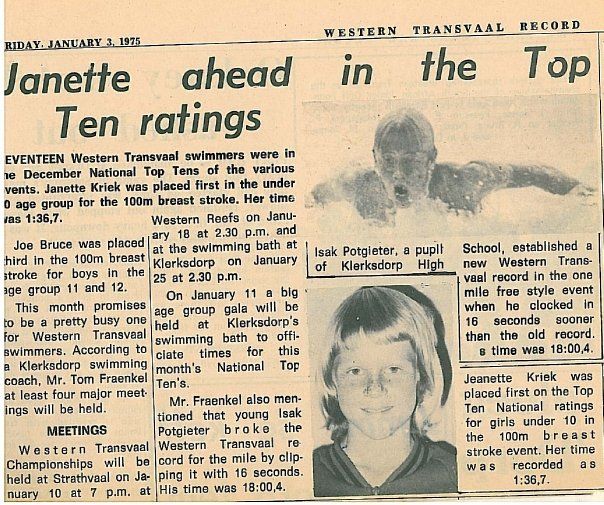 RIDAY, JANUARY 3, 1975
WESTERN TRANSVAAL RECORD
Janette ahead in the Top
Ten ratings
EVENTEEN Western Transvaal swimmers were in
he December National Top Tens of the various
vents. Janette Kriek was placed first in the under
0 age group for the 100m breast stroke. Her time
was 1:36,7.
Joe Bruce was placed
third in the 100m breast
stroke for boys in the
age group 11 and 12.
This month promises
to be a pretty busy one
for Western Transvaal
swimmers. According to
a Klerksdorp swimming
coach, Mr. Tom Fraenkel
at least four major meet-
ings will be held.
MEETINGS
Western Transvaal
Championships will be
held at Strathvaal on Ja-
nuary 10 at 7 p.m. at
Western Reefs on Janu-
ary 18 at 2.30 p.m. and
at the swimming bath at
Klerksdorp on January
25 at 2.30 p.m.
On January 11 a big
age group gala will be
held at Klerksdorp's
swimming bath to offi-
ciate times for this
month's National Top
Ten's.
Mr. Fraenkel also men-
tioned that young Isak
Potgieter broke the
Western Transvaal re
cord for the mile by clip-
ping it with 16 seconds.
His time was 18:00,4.
Isak Potgieter, a pupil
of Klerksdorp High
School, established a
new Western Trans-
vaal record in the one
mile free style event
when he clocked in
16 seconds sooner
than the old record.
s time was 18:00,4.
Jeanette Kriek was
placed first on the Top
Ten National ratings
for girls under 10 in
the 100m breast
stroke event. Her time
was recorded as
1:36,7.